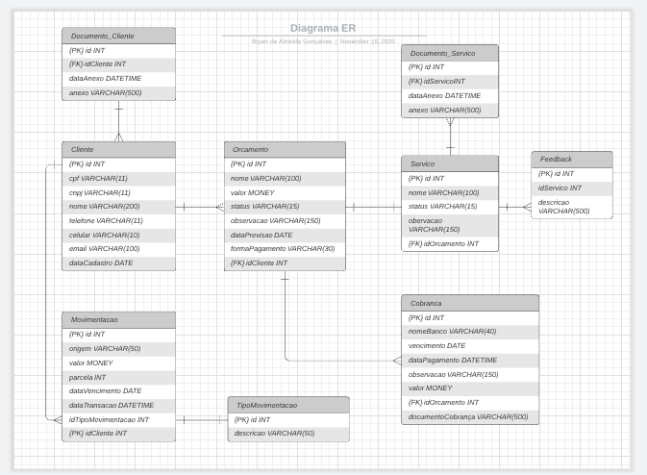 Diagrama ER
Bryan de Almeida Goncalves | November 16, 2020
Documento_Cliente
(PK) id INT
(FK) idCliente INT
dataAnexo DATETIME
anexo VARCHAR(500)
Documento_Servico
(PK) id INT
(FK) idServicoINT
dataAnexo DATETIME
anexo VARCHAR(500)
Cliente
(PK) id INT
cpf VARCHAR(11)
cnpj VARCHAR(11)
nome VARCHAR(200)
telefone VARCHAR(11)
celular VARCHAR(10)
email VARCHAR(100)
dataCadastro DATE
Orcamento
(PK) id INT
nome VARCHAR(100)
valor MONEY
status VARCHAR(15)
observacao VARCHAR(150)
dataPrevisao DATE
formaPagamento VARCHAR(30)
(FK) idCliente INT
Servico
(PK) id INT
nome VARCHAR(100)
status VARCHAR(15)
obervacao
VARCHAR(150)
(FK) idOrcamento INT
Feedback
(PK) id INT
idServico INT
descricao
VARCHAR(500)
Movimentacao
(PK) id INT
origem VARCHAR(50)
valor MONEY
parcela INT
dataVencimento DATE
dataTransacao DATETIME
idTipoMovimentacao INT
(PK) idCliente INT
TipoMovimentacao
(PK) id INT
descricao VARCHAR(50)
Cobranca
(PK) id INT
nomeBanco VARCHAR(40)
vencimento DATE
dataPagamento DATETIME
observacao VARCHAR(150)
valor MONEY
(FK) idOrcamento INT
documentoCobrança VARCHAR(500)